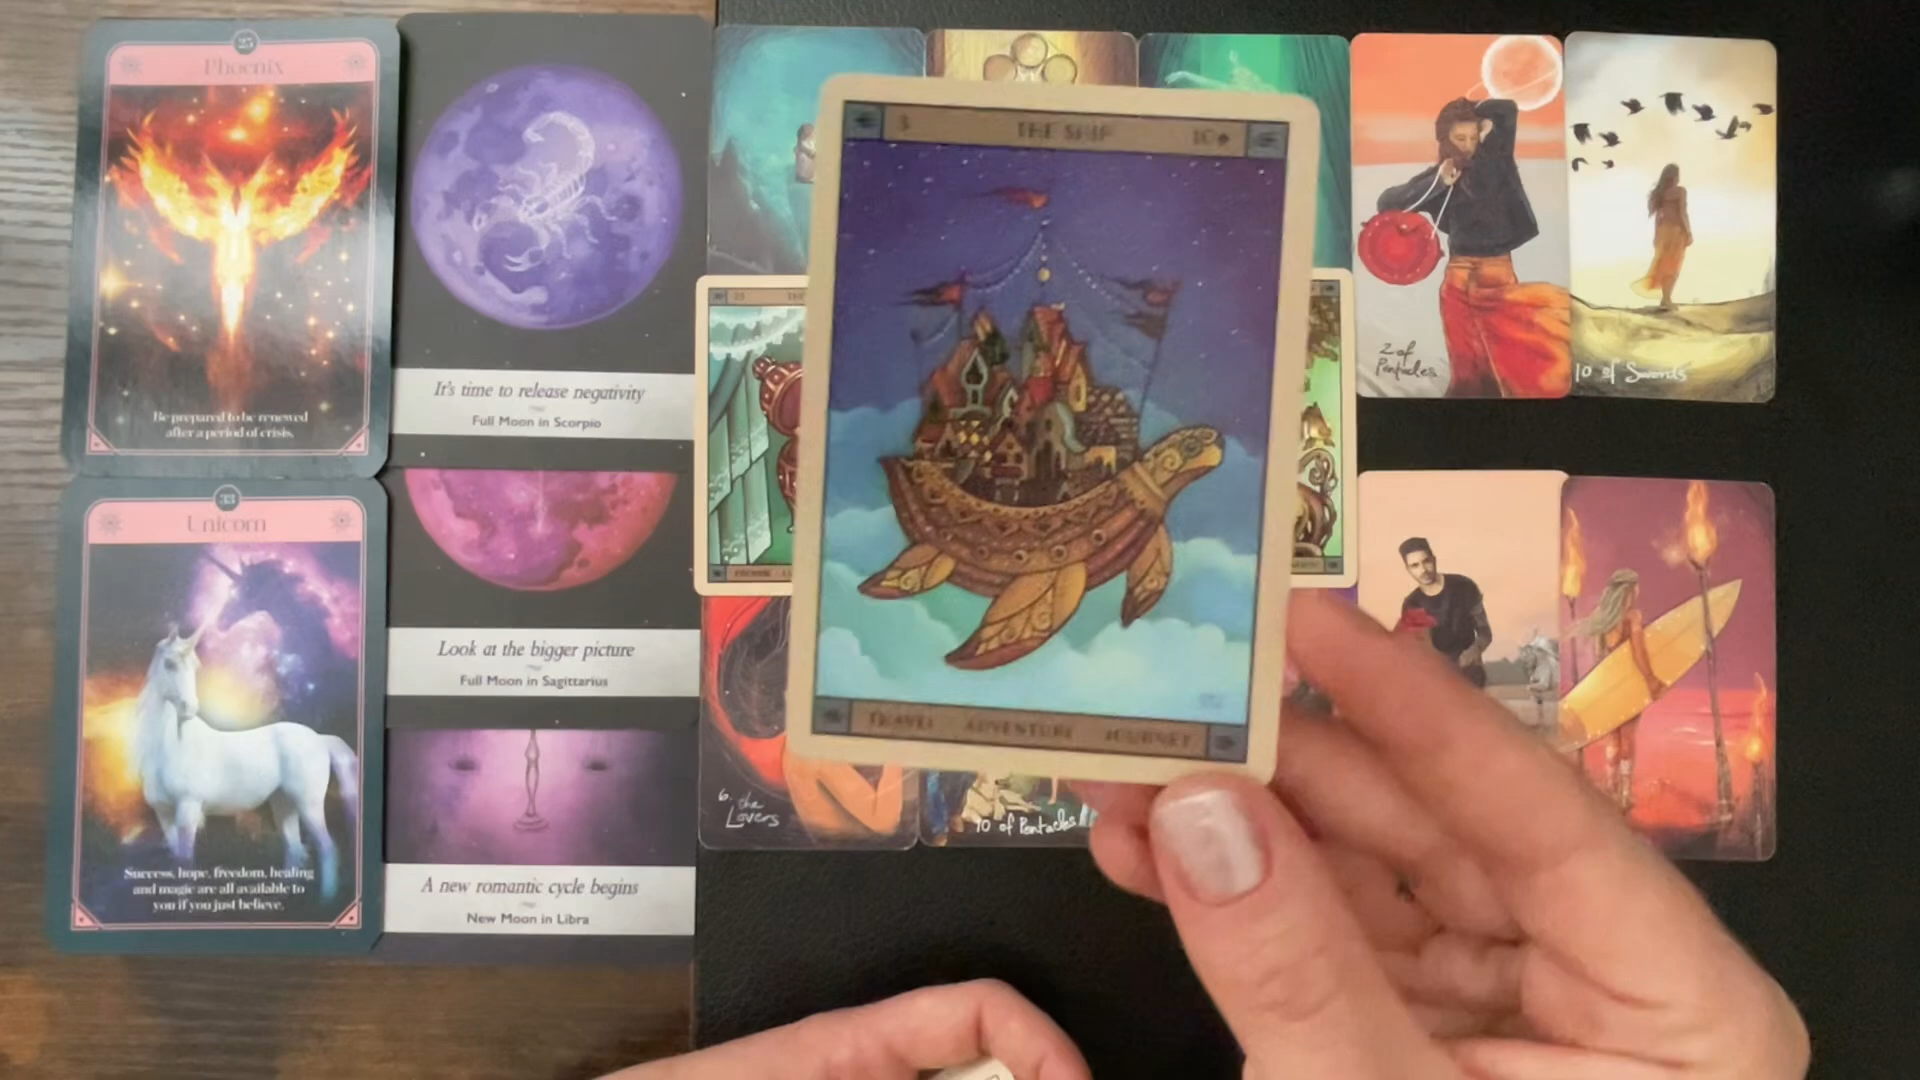 25
Phoenix
Be prepared to be renewed
after a period of crisis.
It's time to release negativity
Full Moon in Scorpio
33
Unicorn
Success, hope, freedom, healing
and magic are all available to
you if you just believe.
Look at the bigger picture
Full Moon in Sagittarius
A new romantic cycle begins
New Moon in Libra
3 THE SHIP 10♠
TRAVEL ADVENTURE JOURNEY
2 of
Pentacles
10 of Swords
6. the
Lovers
10 of Pentacles